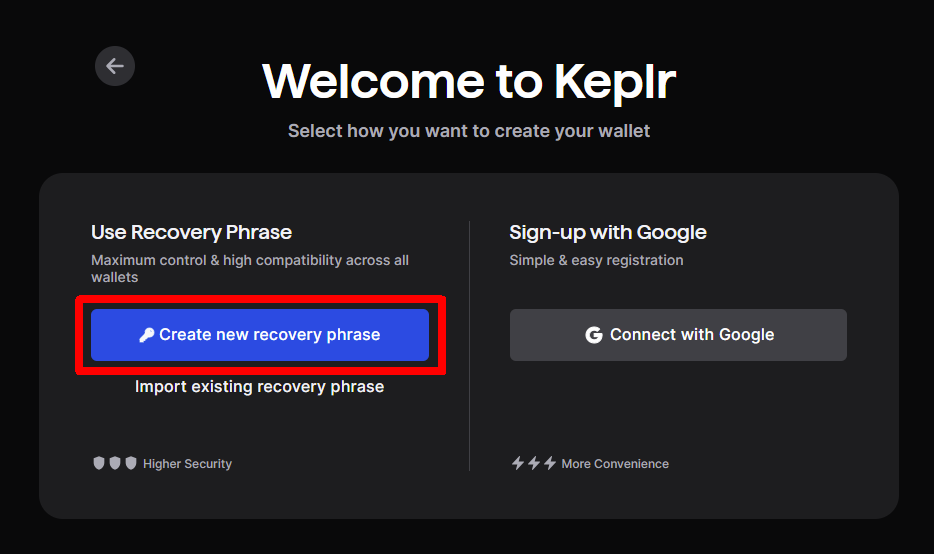 Welcome to Keplr
Select how you want to create your wallet
Use Recovery Phrase
Maximum control & high compatibility across all
wallets
Create new recovery phrase
Import existing recovery phrase
Higher Security
Sign-up with Google
Simple & easy registration
G Connect with Google
More Convenience